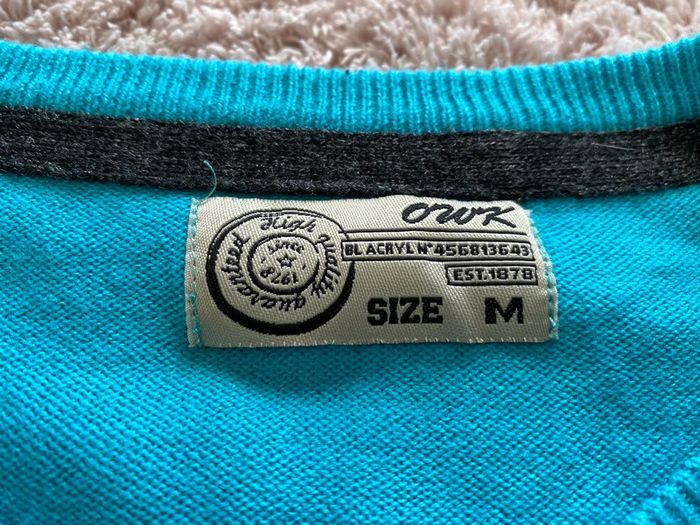 High quality guaranteed
since
1978
OWK
BL ACRYL N°456813643
EST.1878
SIZE M